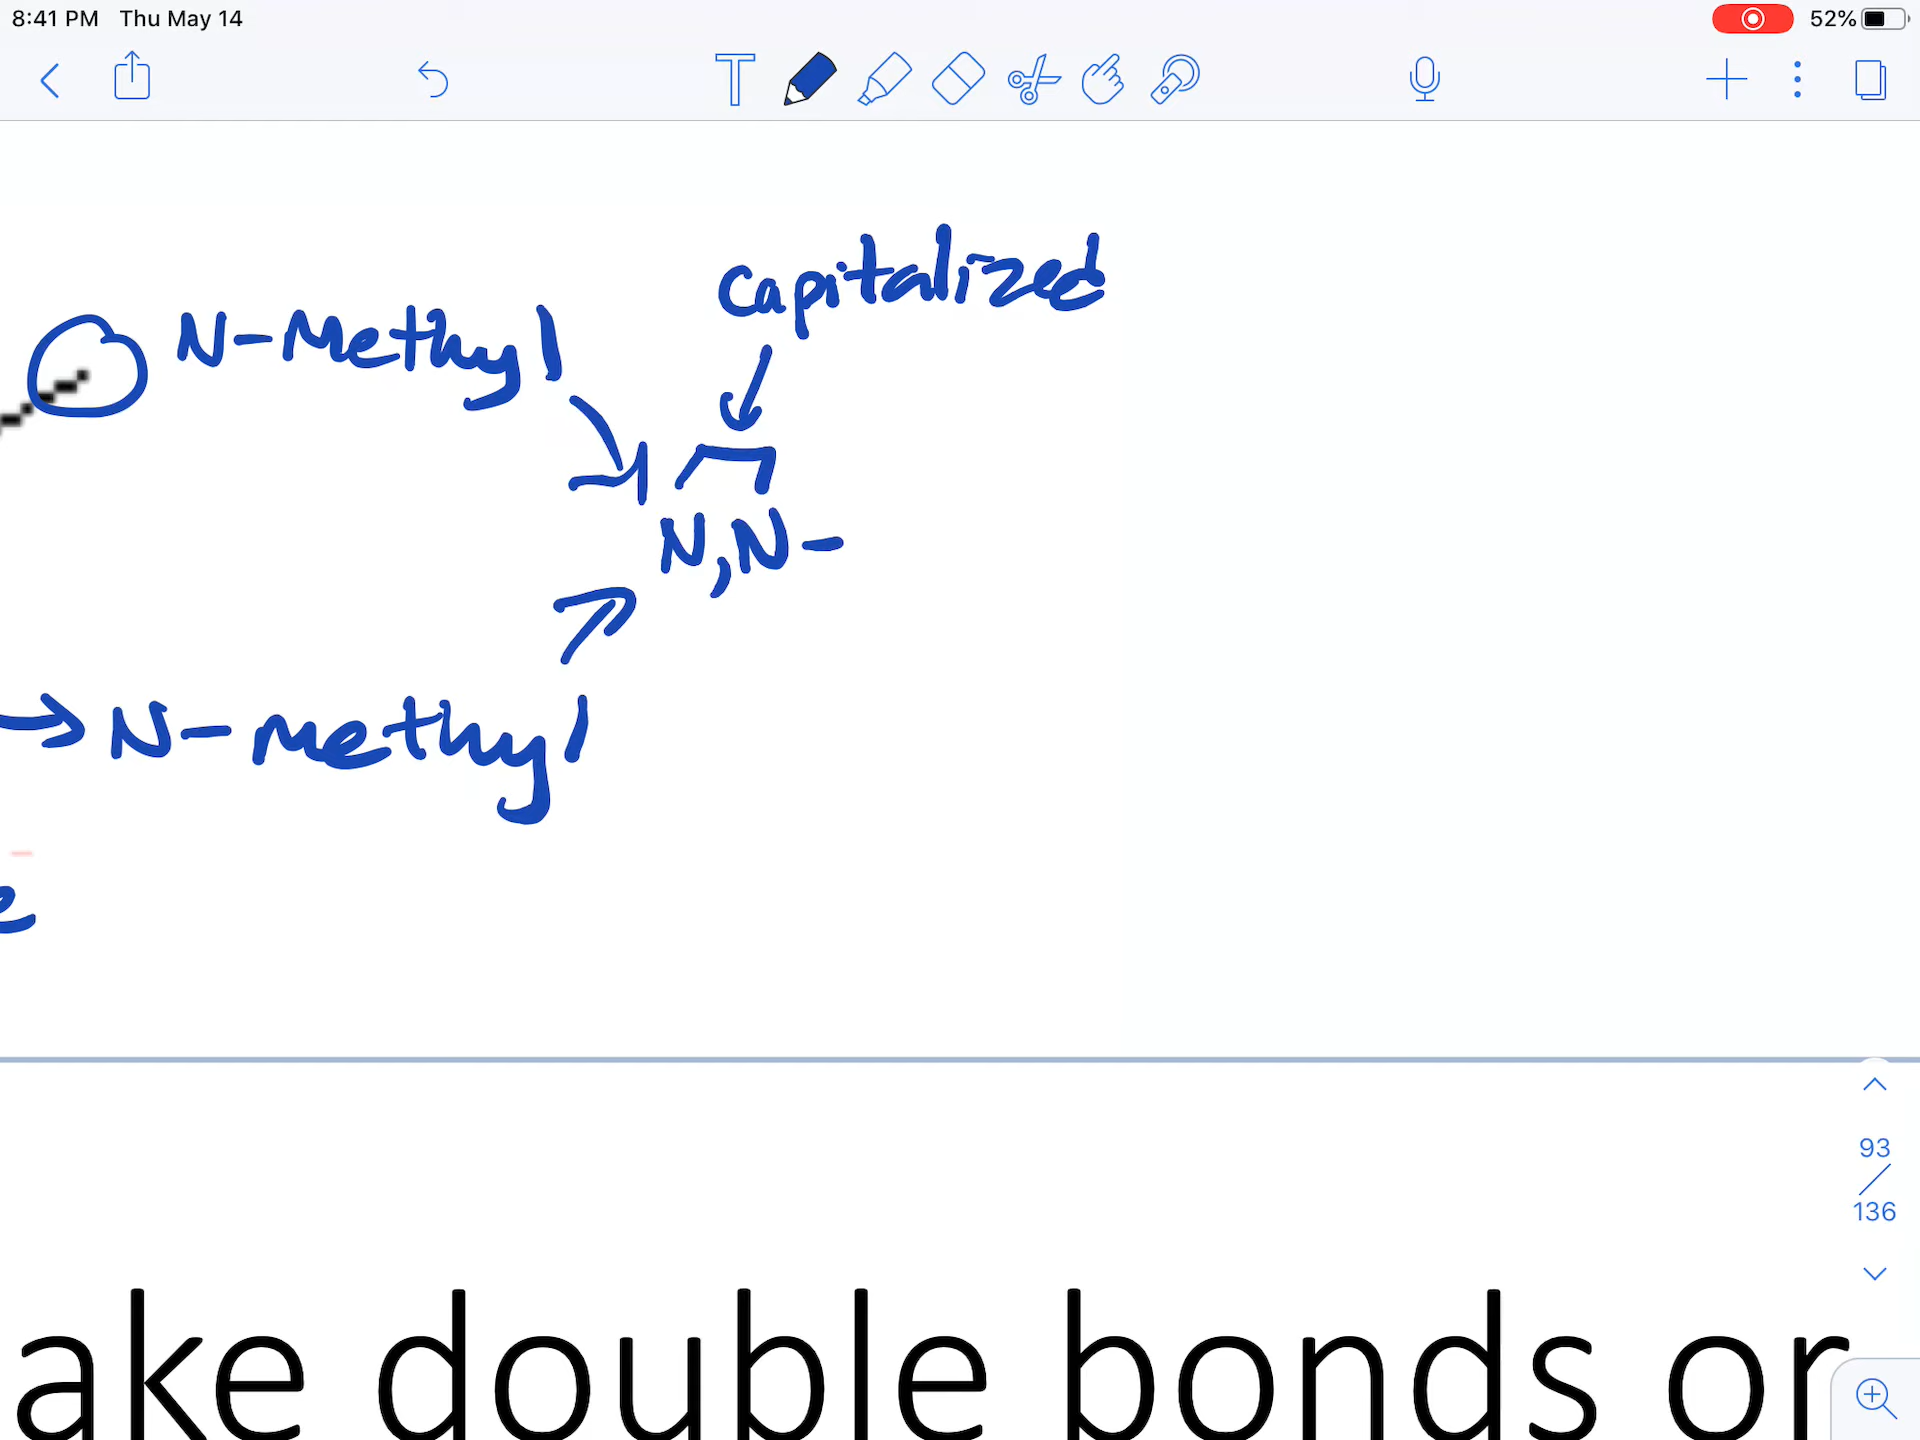 8:41 PM Thu May 14
52%
T
Capitalized
N-Methyl
N,N-
N-methyl
e
93
136
ake double bonds or